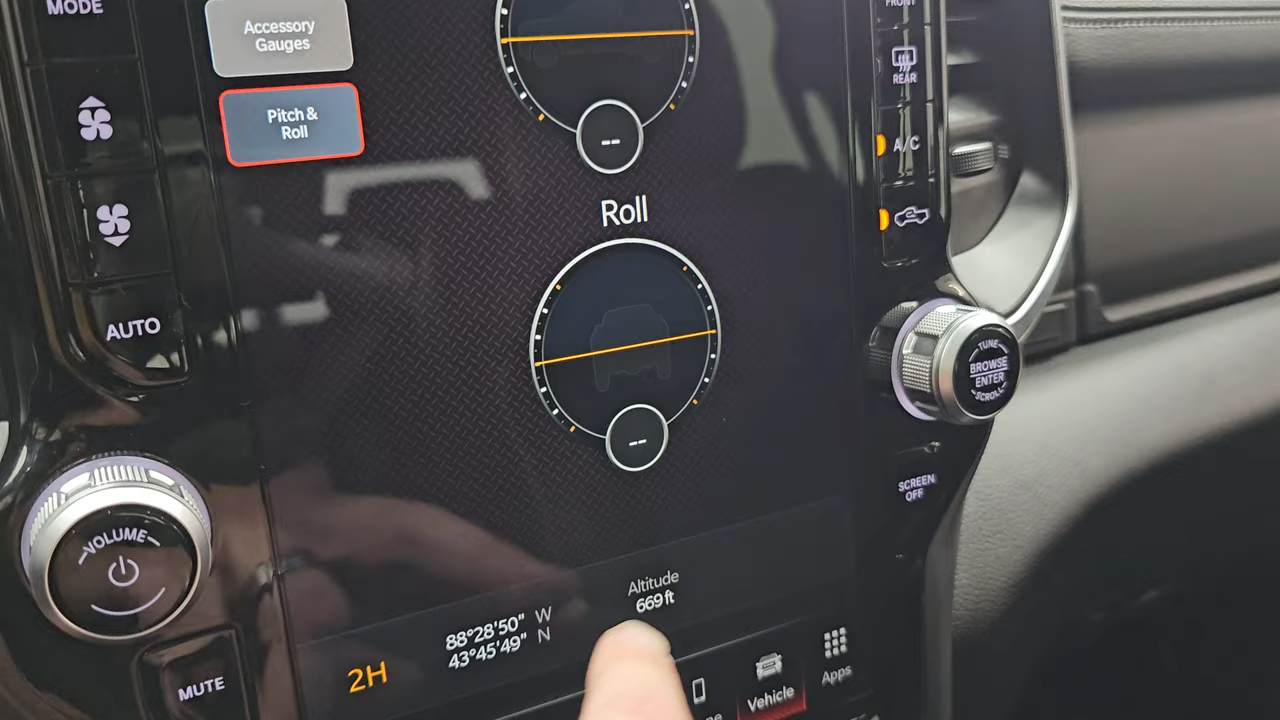 MODE
Accessory
Gauges
Pitch &
Roll
--
Roll
--
AUTO
VOLUME
MUTE
2H
88°28'50" W
43°45'49" N
Altitude
669 ft
Vehicle
Apps
FRONT
REAR
A/C
TUNE
BROWSE
ENTER
SCROLL
SCREEN
OFF